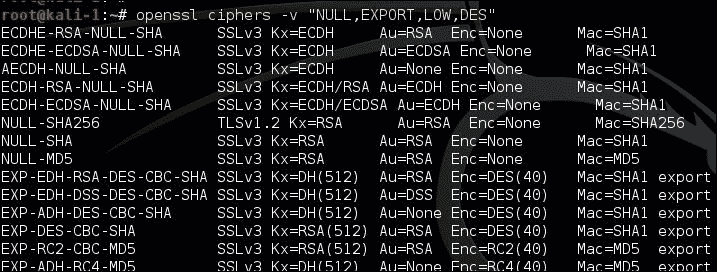 root@kali-1:~# openssl ciphers -v "NULL,EXPORT,LOW,DES"
ECDHE-RSA-NULL-SHA SSLv3 Kx=ECDH Au=RSA Enc=None Mac=SHA1
ECDHE-ECDSA-NULL-SHA SSLv3 Kx=ECDH Au=ECDSA Enc=None Mac=SHA1
AECDH-NULL-SHA SSLv3 Kx=ECDH Au=None Enc=None Mac=SHA1
ECDH-RSA-NULL-SHA SSLv3 Kx=ECDH/RSA Au=ECDH Enc=None Mac=SHA1
ECDH-ECDSA-NULL-SHA SSLv3 Kx=ECDH/ECDSA Au=ECDH Enc=None Mac=SHA1
NULL-SHA256 TLSv1.2 Kx=RSA Au=RSA Enc=None Mac=SHA256
NULL-SHA SSLv3 Kx=RSA Au=RSA Enc=None Mac=SHA1
NULL-MD5 SSLv3 Kx=RSA Au=RSA Enc=None Mac=MD5
EXP-EDH-RSA-DES-CBC-SHA SSLv3 Kx=DH(512) Au=RSA Enc=DES(40) Mac=SHA1 export
EXP-EDH-DSS-DES-CBC-SHA SSLv3 Kx=DH(512) Au=DSS Enc=DES(40) Mac=SHA1 export
EXP-ADH-DES-CBC-SHA SSLv3 Kx=DH(512) Au=None Enc=DES(40) Mac=SHA1 export
EXP-DES-CBC-SHA SSLv3 Kx=RSA(512) Au=RSA Enc=DES(40) Mac=SHA1 export
EXP-RC2-CBC-MD5 SSLv3 Kx=RSA(512) Au=RSA Enc=RC2(40) Mac=MD5 export
EXP-ADH-RC4-MD5 SSLv3 Kx=DH(512) Au=None Enc=RC4(40) Mac=MD5 export